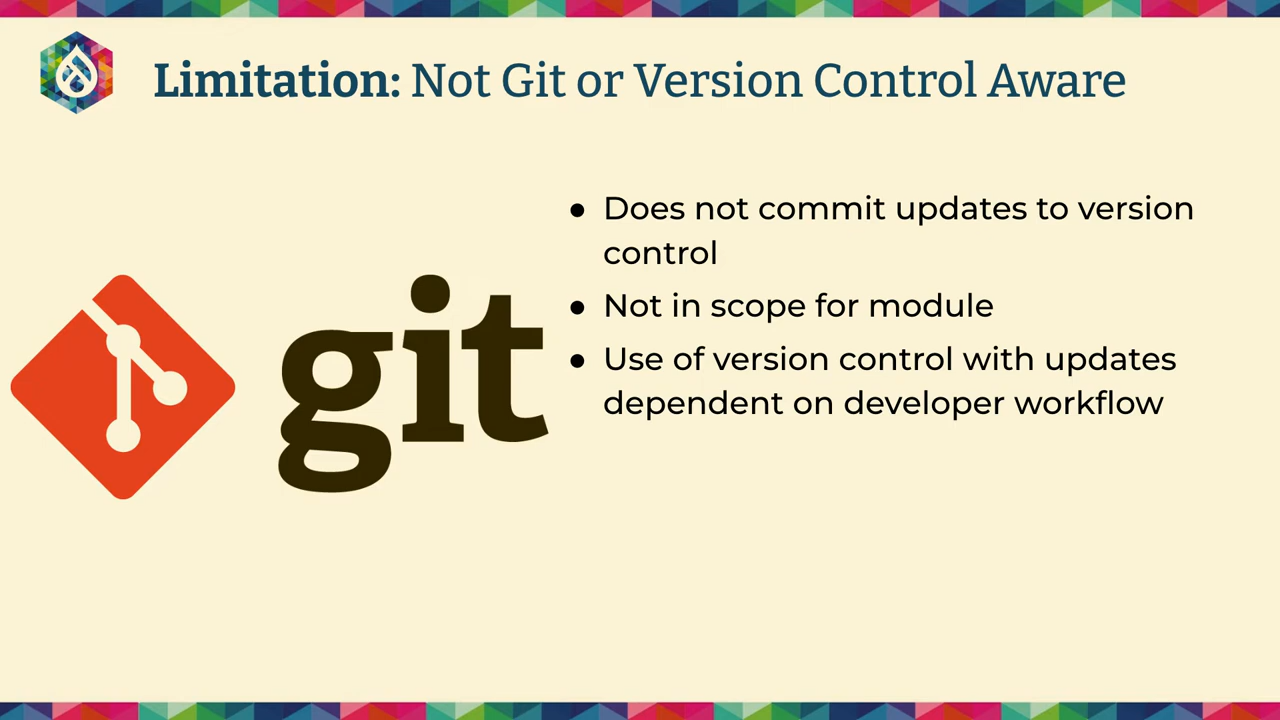 Limitation: Not Git or Version Control Aware
git
● Does not commit updates to version
control
● Not in scope for module
● Use of version control with updates
dependent on developer workflow